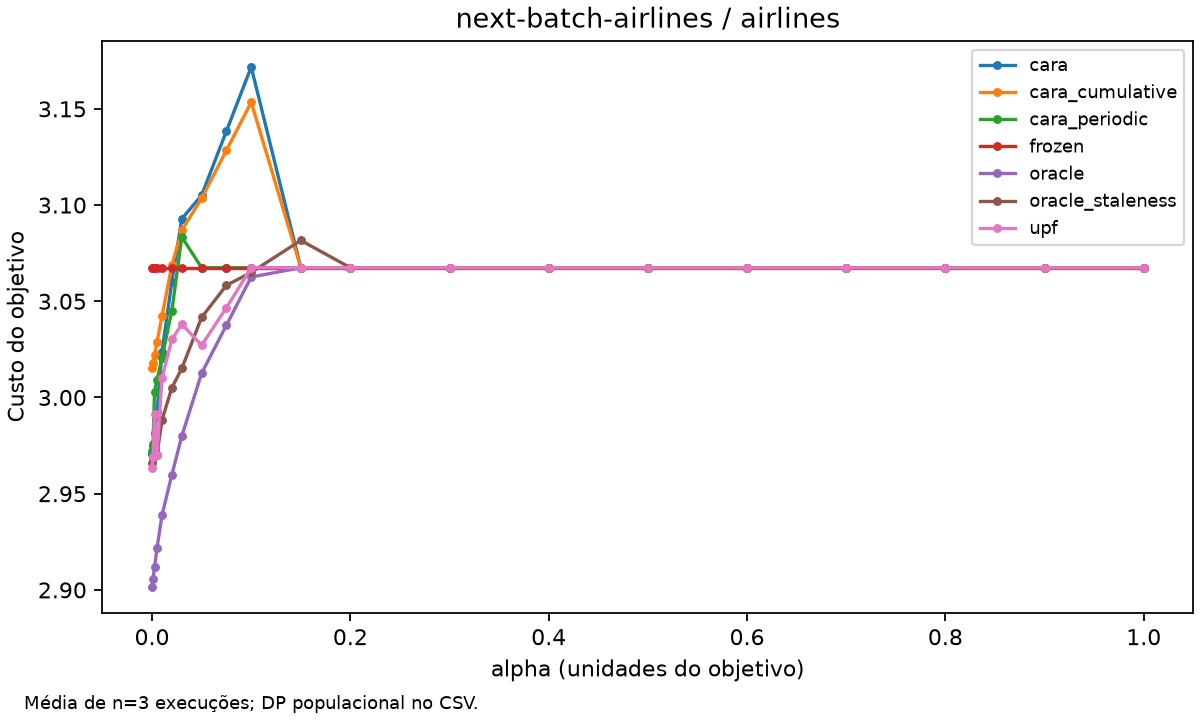 next-batch-airlines / airlines
Custo do objetivo
3.15
3.10
3.05
3.00
2.95
2.90
cara
cara_cumulative
cara_periodic
frozen
oracle
oracle_staleness
upf
0.0 0.2 0.4 0.6 0.8 1.0
alpha (unidades do objetivo)
Média de n=3 execuções; DP populacional no CSV.